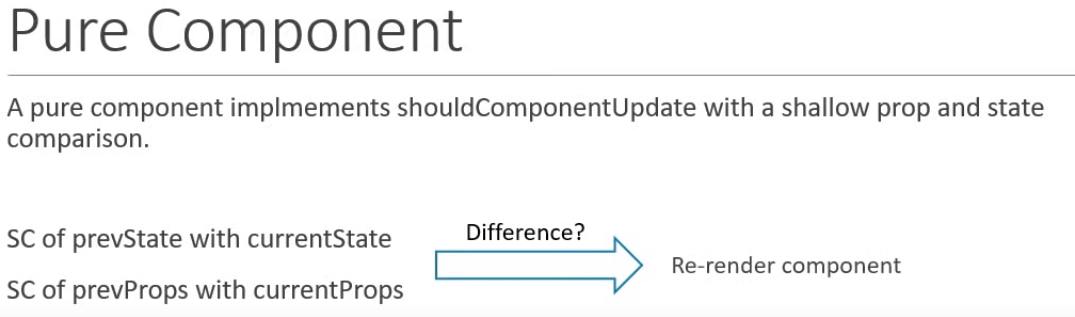 Pure Component
A pure component implmements shouldComponentUpdate with a shallow prop and state
comparison.
SC of prevState with currentState
SC of prevProps with currentProps
Difference?
Re-render component